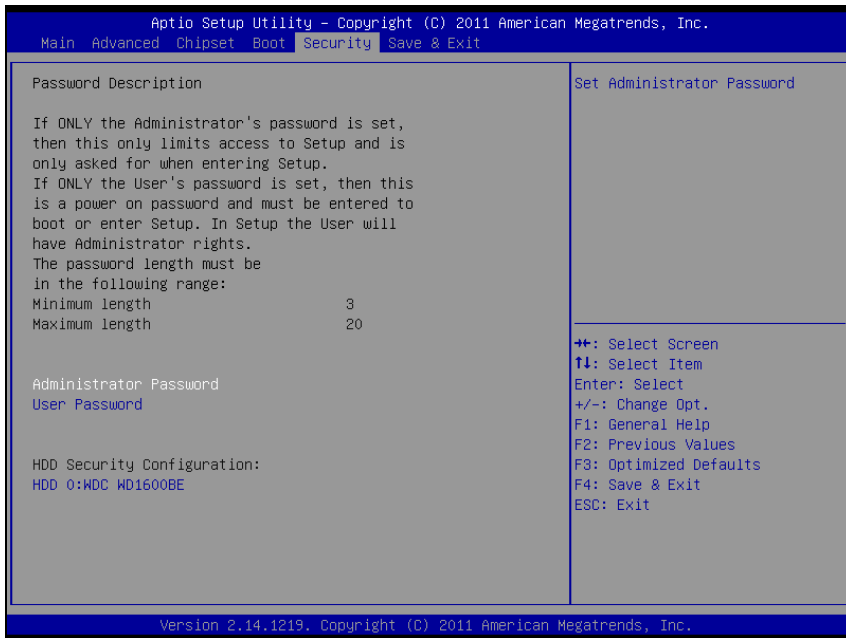 Aptio Setup Utility – Copyright (C) 2011 American Megatrends, Inc.
Main Advanced Chipset Boot Security Save & Exit
Password Description
If ONLY the Administrator's password is set,
then this only limits access to Setup and is
only asked for when entering Setup.
If ONLY the User's password is set, then this
is a power on password and must be entered to
boot or enter Setup. In Setup the User will
have Administrator rights.
The password length must be
in the following range:
Minimum length 3
Maximum length 20
Administrator Password
User Password
HDD Security Configuration:
HDD 0:WDC WD1600BE
Set Administrator Password
→←: Select Screen
↑↓: Select Item
Enter: Select
+/-: Change Opt.
F1: General Help
F2: Previous Values
F3: Optimized Defaults
F4: Save & Exit
ESC: Exit
Version 2.14.1219. Copyright (C) 2011 American Megatrends, Inc.